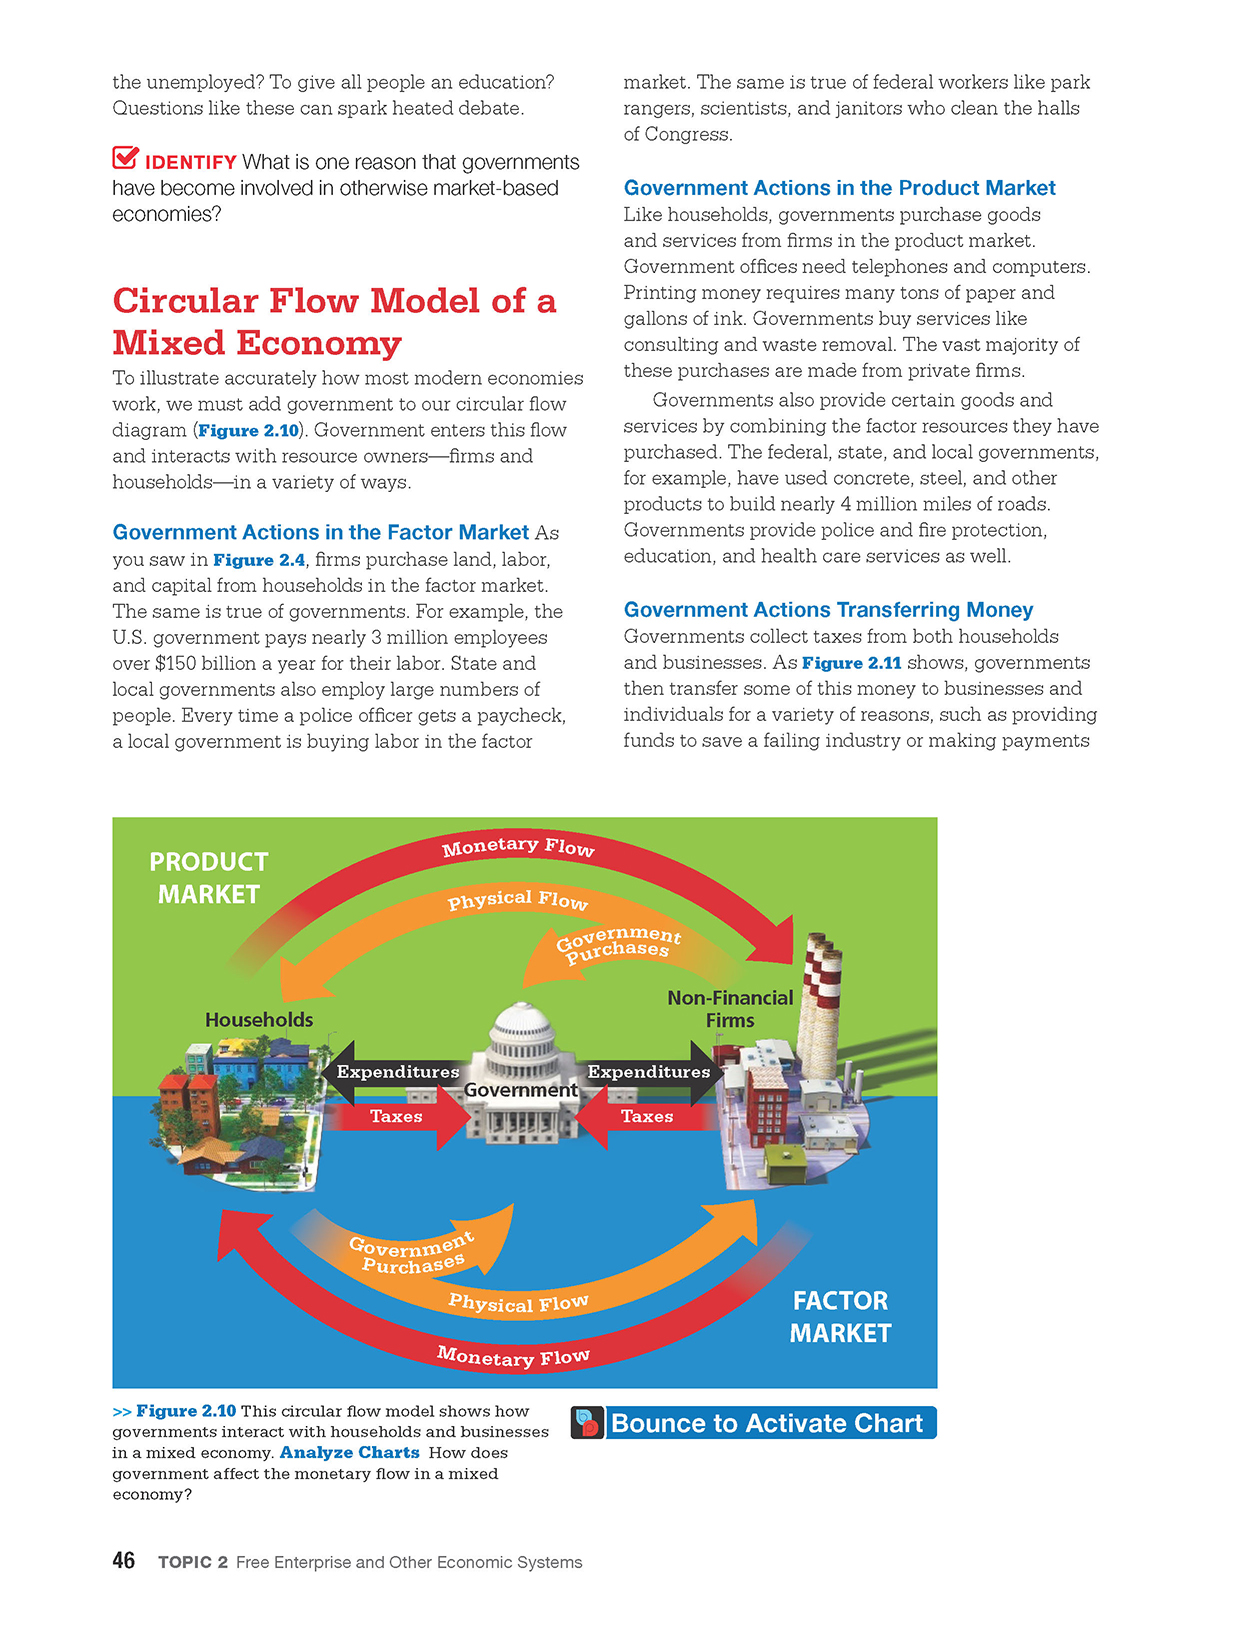 the unemployed? To give all people an education?
Questions like these can spark heated debate.
IDENTIFY What is one reason that governments
have become involved in otherwise market-based
economies?
Circular Flow Model of a
Mixed Economy
To illustrate accurately how most modern economies
work, we must add government to our circular flow
diagram (Figure 2.10). Government enters this flow
and interacts with resource owners—firms and
households—in a variety of ways.
Government Actions in the Factor Market As
you saw in Figure 2.4, firms purchase land, labor,
and capital from households in the factor market.
The same is true of governments. For example, the
U.S. government pays nearly 3 million employees
over $150 billion a year for their labor. State and
local governments also employ large numbers of
people. Every time a police officer gets a paycheck,
a local government is buying labor in the factor
market. The same is true of federal workers like park
rangers, scientists, and janitors who clean the halls
of Congress.
Government Actions in the Product Market
Like households, governments purchase goods
and services from firms in the product market.
Government offices need telephones and computers.
Printing money requires many tons of paper and
gallons of ink. Governments buy services like
consulting and waste removal. The vast majority of
these purchases are made from private firms.
Governments also provide certain goods and
services by combining the factor resources they have
purchased. The federal, state, and local governments,
for example, have used concrete, steel, and other
products to build nearly 4 million miles of roads.
Governments provide police and fire protection,
education, and health care services as well.
Government Actions Transferring Money
Governments collect taxes from both households
and businesses. As Figure 2.11 shows, governments
then transfer some of this money to businesses and
individuals for a variety of reasons, such as providing
funds to save a failing industry or making payments
PRODUCT
MARKET
Monetary Flow
Physical Flow
Government
Purchases
Households
Non-Financial
Firms
Expenditures
Government
Expenditures
Taxes
Taxes
Government
Purchases
Physical Flow
Monetary Flow
FACTOR
MARKET
>> Figure 2.10 This circular flow model shows how
governments interact with households and businesses
in a mixed economy. Analyze Charts How does
government affect the monetary flow in a mixed
economy?
Bounce to Activate Chart
46 TOPIC 2 Free Enterprise and Other Economic Systems